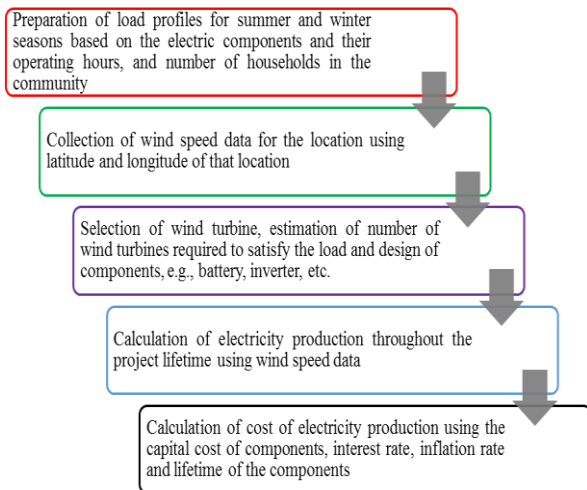 Preparation of load profiles for summer and winter
seasons based on the electric components and their
operating hours, and number of households in the
community
Collection of wind speed data for the location using
latitude and longitude of that location
Selection of wind turbine, estimation of number of
wind turbines required to satisfy the load and design of
components, e.g., battery, inverter, etc.
Calculation of electricity production throughout the
project lifetime using wind speed data
Calculation of cost of electricity production using the
capital cost of components, interest rate, inflation rate
and lifetime of the components